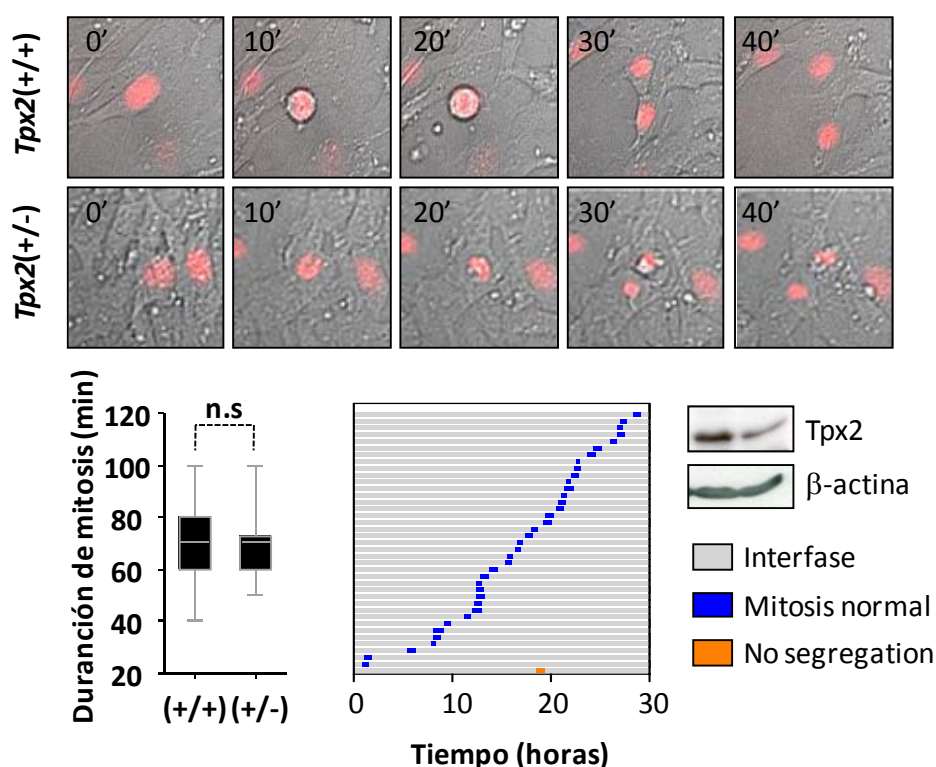 Tpx2(+/+)
0' 10' 20' 30' 40'
Tpx2(+/-)
0' 10' 20' 30' 40'
Duranción de mitosis (min)
120
100
80
60
40
20
n.s
(+/+) (+/-)
0 10 20 30
Tiempo (horas)
Tpx2
β-actina
Interfase
Mitosis normal
No segregation